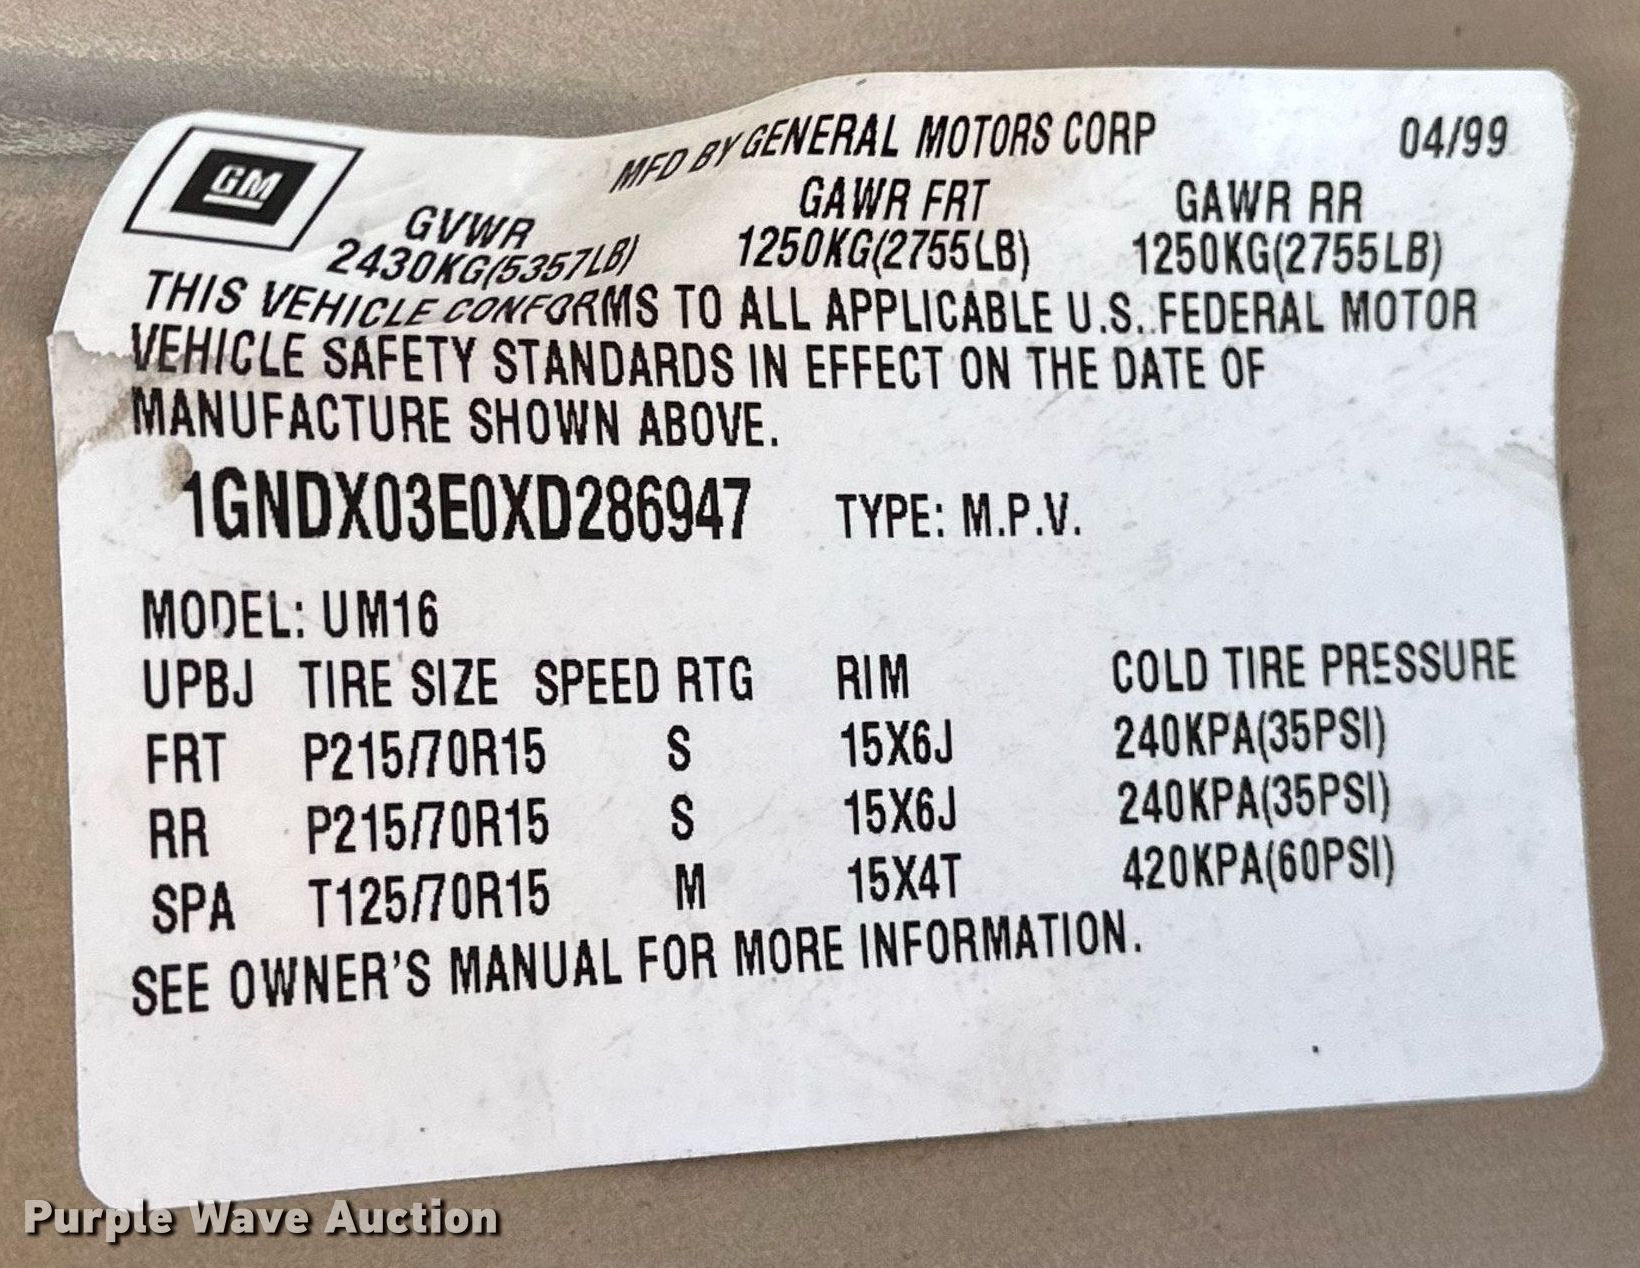 GM
MFD BY GENERAL MOTORS CORP 04/99
GVWR GAWR FRT GAWR RR
2430KG(5357LB) 1250KG(2755LB) 1250KG(2755LB)
THIS VEHICLE CONFORMS TO ALL APPLICABLE U.S. FEDERAL MOTOR
VEHICLE SAFETY STANDARDS IN EFFECT ON THE DATE OF
MANUFACTURE SHOWN ABOVE.
1GNDX03E0XD286947 TYPE: M.P.V.
MODEL: UM16
UPBJ TIRE SIZE SPEED RTG RIM COLD TIRE PRESSURE
FRT P215/70R15 S 15X6J 240KPA(35PSI)
RR P215/70R15 S 15X6J 240KPA(35PSI)
SPA T125/70R15 M 15X4T 420KPA(60PSI)
SEE OWNER'S MANUAL FOR MORE INFORMATION.
Purple Wave Auction